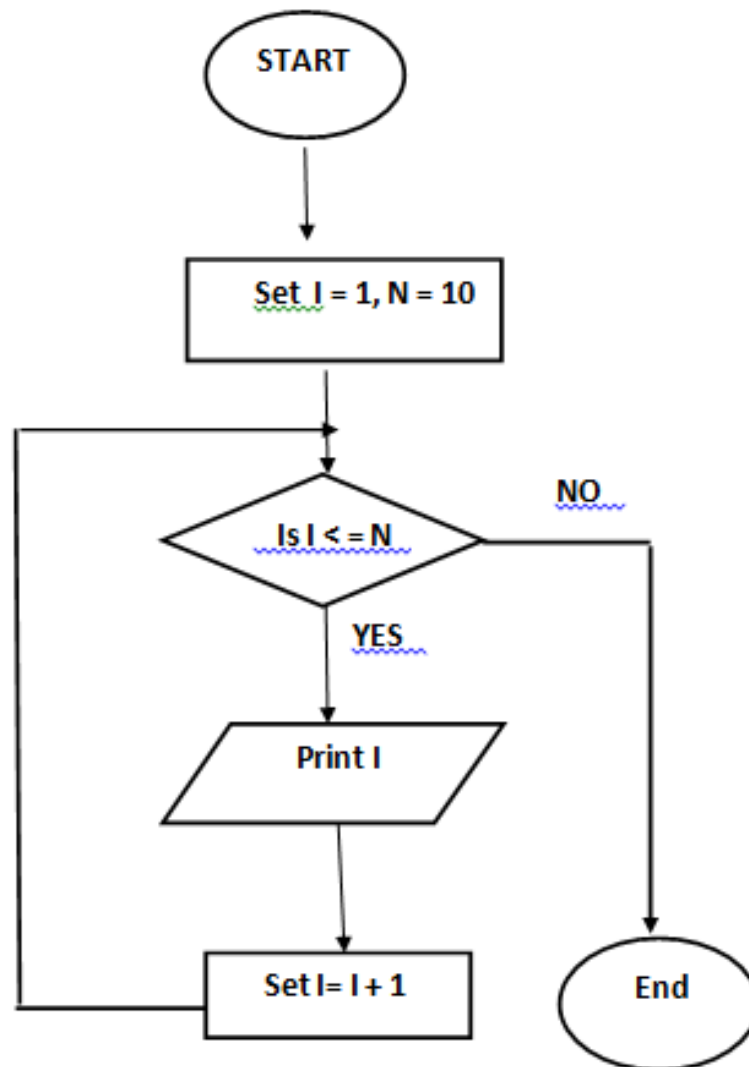 START
Set I = 1, N = 10
NO
Is I < = N
YES
Print I
Set I= I + 1
End